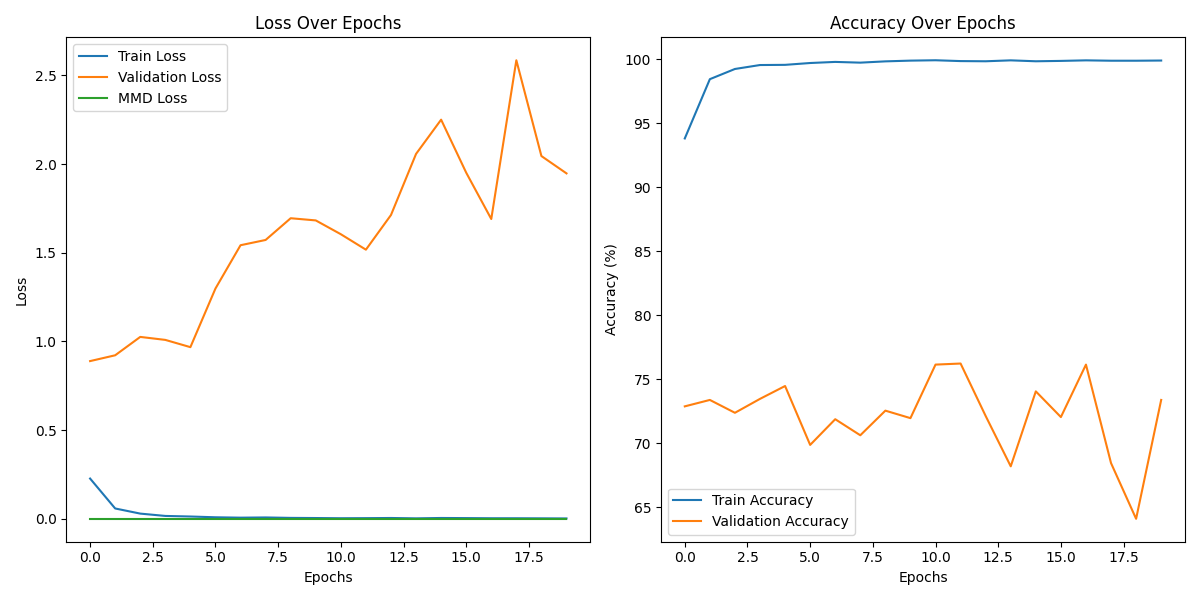 Loss Over Epochs
Train Loss
Validation Loss
MMD Loss
2.5
2.0
1.5
1.0
0.5
0.0
Loss
0.0 2.5 5.0 7.5 10.0 12.5 15.0 17.5
Epochs
Accuracy Over Epochs
100
95
90
85
80
75
70
65
Accuracy (%)
Train Accuracy
Validation Accuracy
0.0 2.5 5.0 7.5 10.0 12.5 15.0 17.5
Epochs